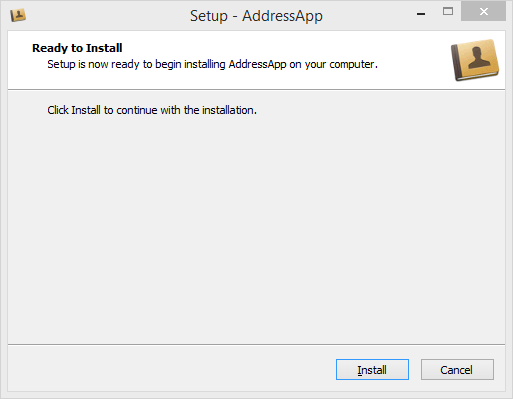 Setup - AddressApp
Ready to Install
Setup is now ready to begin installing AddressApp on your computer.
Click Install to continue with the installation.
Install
Cancel